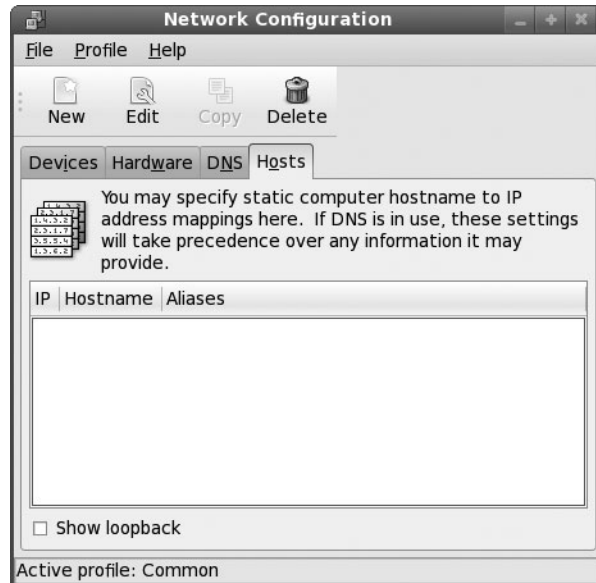 Network Configuration
File Profile Help
New Edit Copy Delete
Devices Hardware DNS Hosts
You may specify static computer hostname to IP
address mappings here. If DNS is in use, these settings
will take precedence over any information it may
provide.
IP Hostname Aliases
Show loopback
Active profile: Common